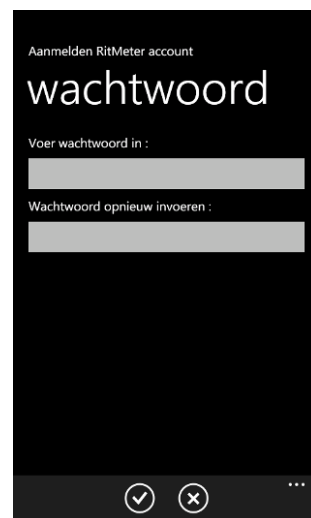 Aanmelden RitMeter account
wachtwoord
Voer wachtwoord in :
Wachtwoord opnieuw invoeren :